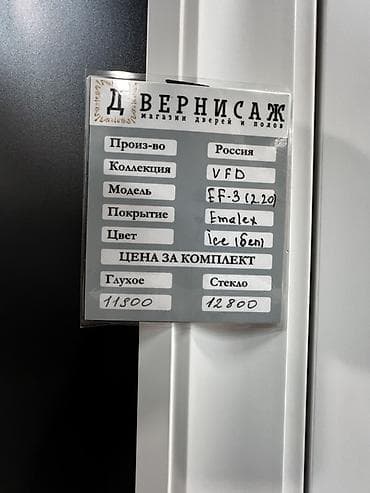 ДВЕРНИСАЖ
магазин дверей и полов
Произ-во Россия
Коллекция VFD
Модель EF-3 (2.20)
Покрытие Emalex
Цвет ice (бел)
ЦЕНА ЗА КОМПЛЕКТ
Глухое Стекло
11900 12800